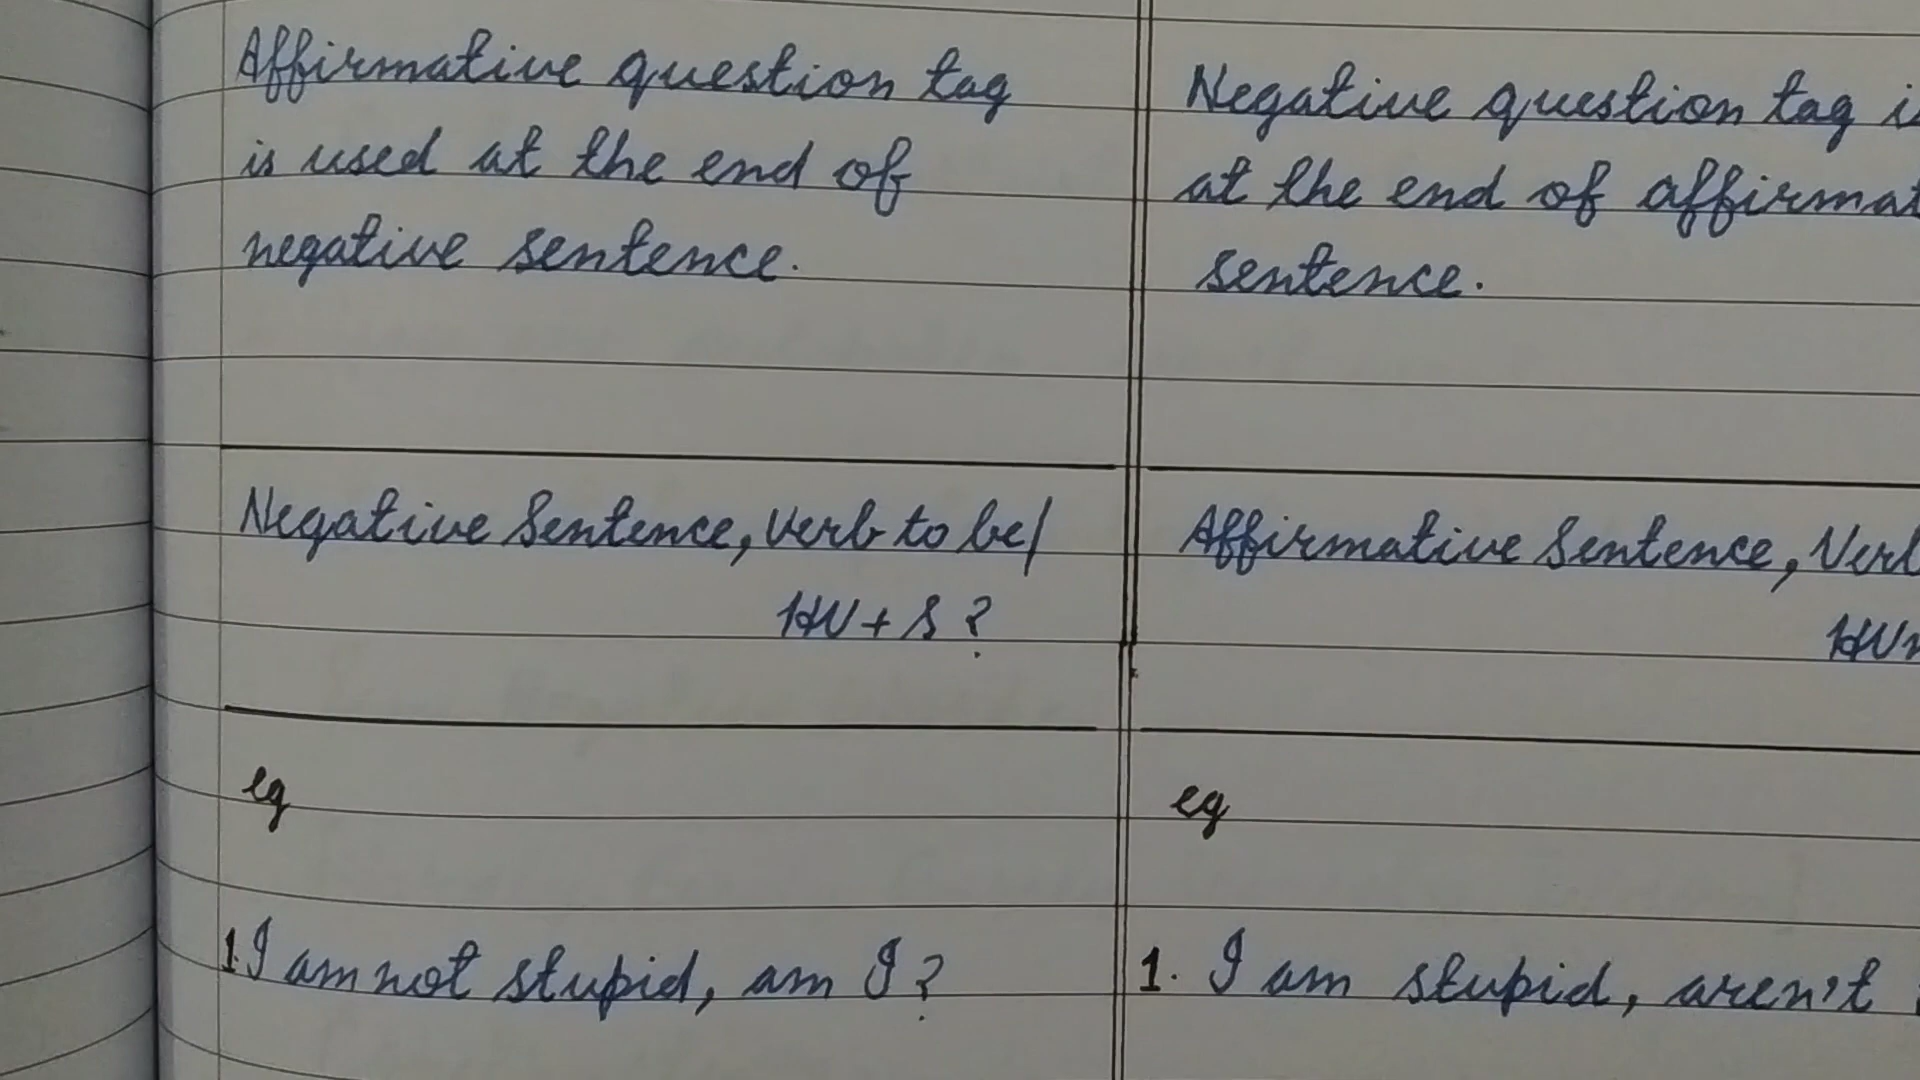 Affirmative question tag
is used at the end of
negative sentence.
Negative Sentence, Verb to be/
HV + S ?
eg
1. I am not stupid, am I ?
Negative question tag
at the end of
sentence.
Affirmative Sentence,
eg
1. I am stupid, aren't